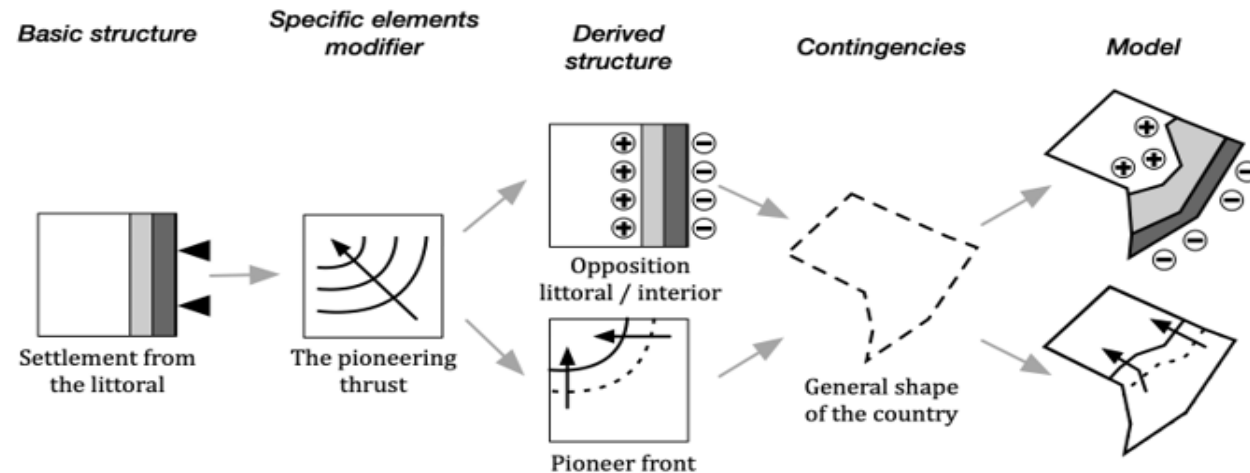 Basic structure
Specific elements
modifier
Derived
structure
Contingencies
Model
Settlement from
the littoral
The pioneering
thrust
Opposition
littoral / interior
Pioneer front
General shape
of the country